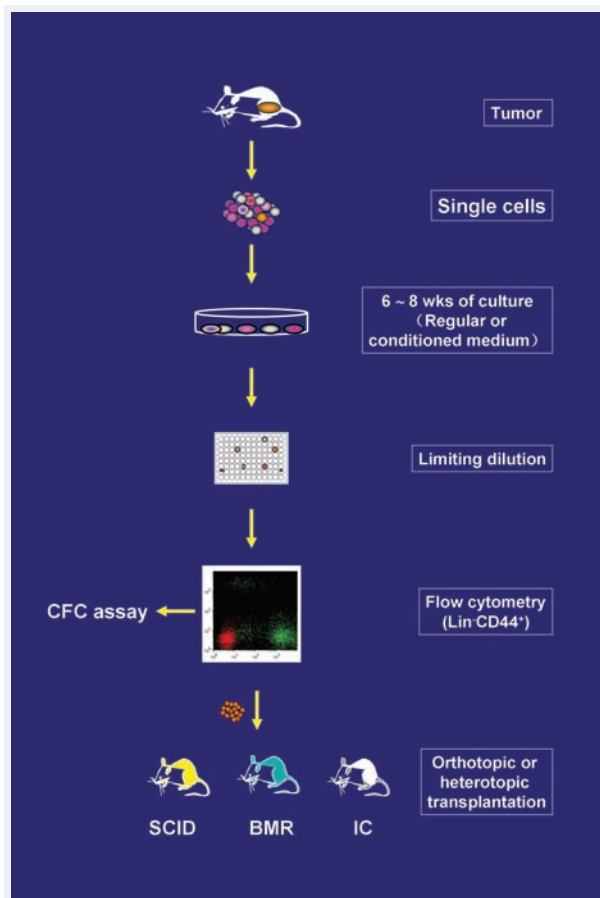 Tumor
Single cells
6 ~ 8 wks of culture
（Regular or
conditioned medium）
Limiting dilution
CFC assay
Flow cytometry
(Lin⁻CD44⁺)
Orthotopic or
heterotopic
transplantation
SCID
BMR
IC